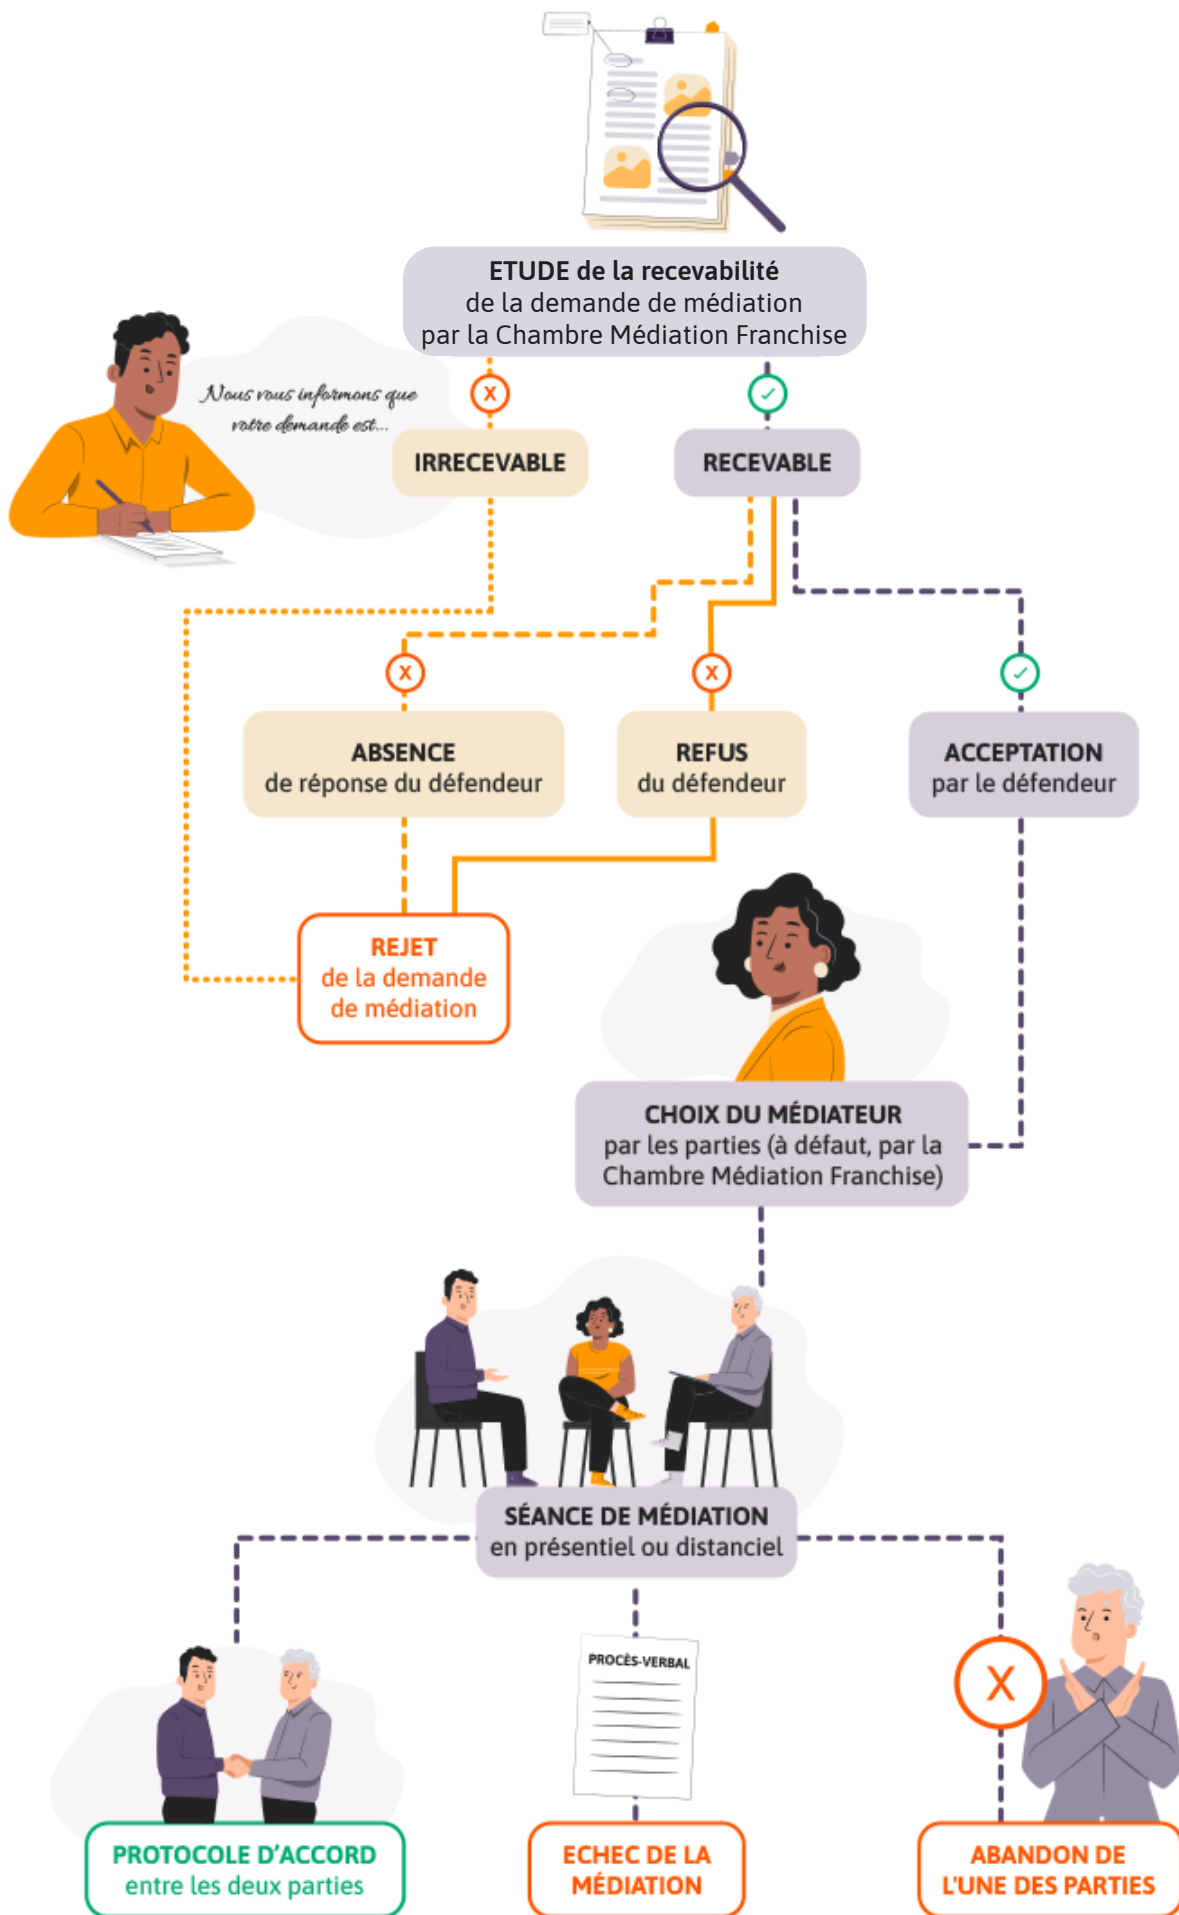 ETUDE de la recevabilité
de la demande de médiation
par la Chambre Médiation Franchise
Nous vous informons que
votre demande est...
X
IRRECEVABLE
RECEVABLE
X
X
ABSENCE
de réponse du défendeur
REFUS
du défendeur
ACCEPTATION
par le défendeur
REJET
de la demande
de médiation
CHOIX DU MÉDIATEUR
par les parties (à défaut, par la
Chambre Médiation Franchise)
SÉANCE DE MÉDIATION
en présentiel ou distanciel
PROCÈS-VERBAL
X
PROTOCOLE D'ACCORD
entre les deux parties
ECHEC DE LA
MÉDIATION
ABANDON DE
L'UNE DES PARTIES